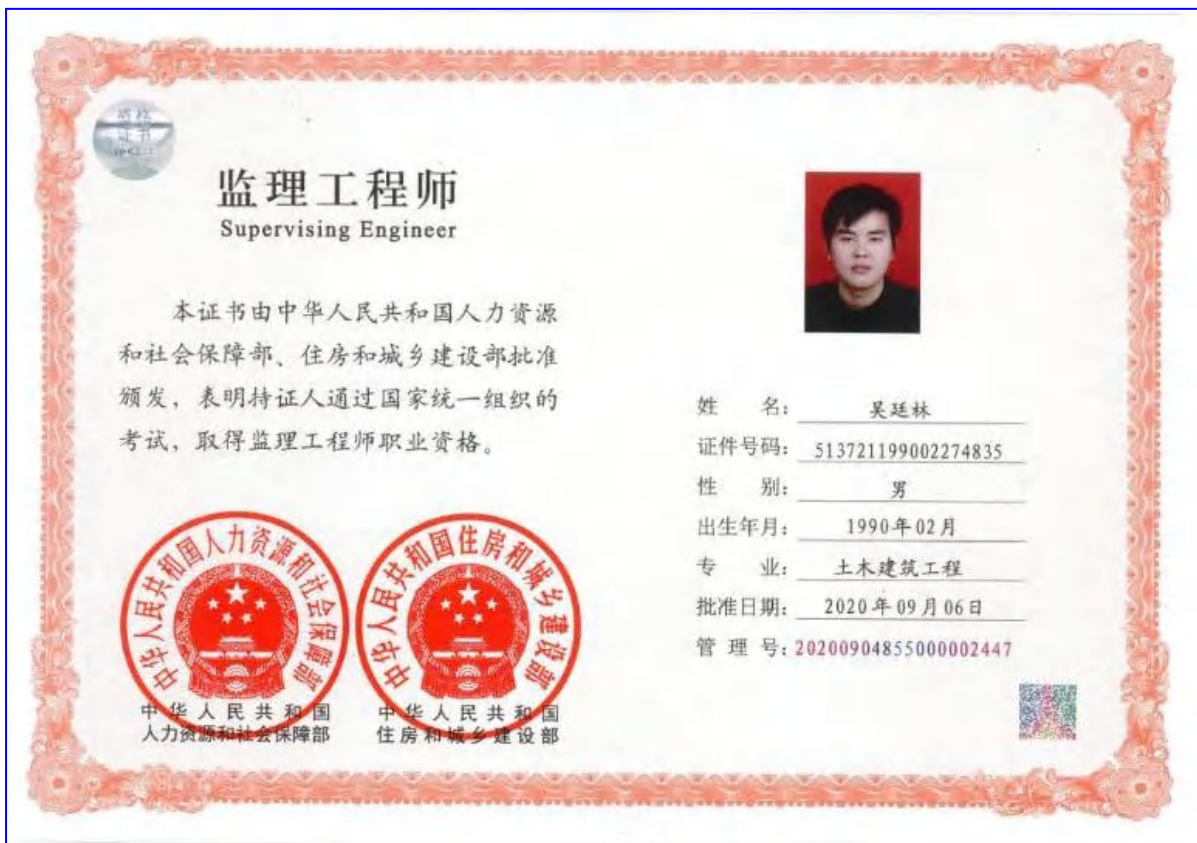 资格
证书
监理工程师
Supervising Engineer
本证书由中华人民共和国人力资源
和社会保障部、住房和城乡建设部批准
颁发，表明持证人通过国家统一组织的
考试，取得监理工程师职业资格。
中华人民共和国人力资源和社会保障部
中华人民共和国住房和城乡建设部
中华人民共和国
人力资源和社会保障部
中华人民共和国
住房和城乡建设部
姓 名： 吴廷林
证件号码： 513721199002274835
性 别： 男
出生年月： 1990年02月
专 业： 土木建筑工程
批准日期： 2020年09月06日
管 理 号：20200904855000002447